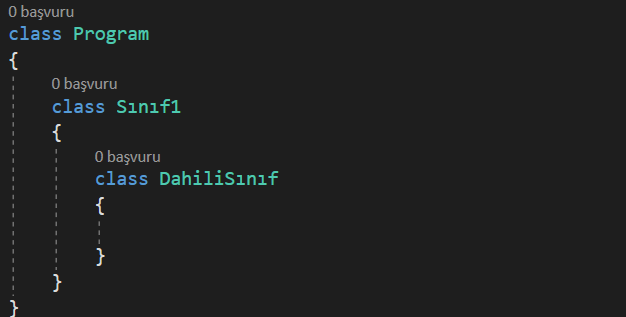 0 başvuru
class Program
{
0 başvuru
class Sınıf1
{
0 başvuru
class DahiliSınıf
{
}
}
}